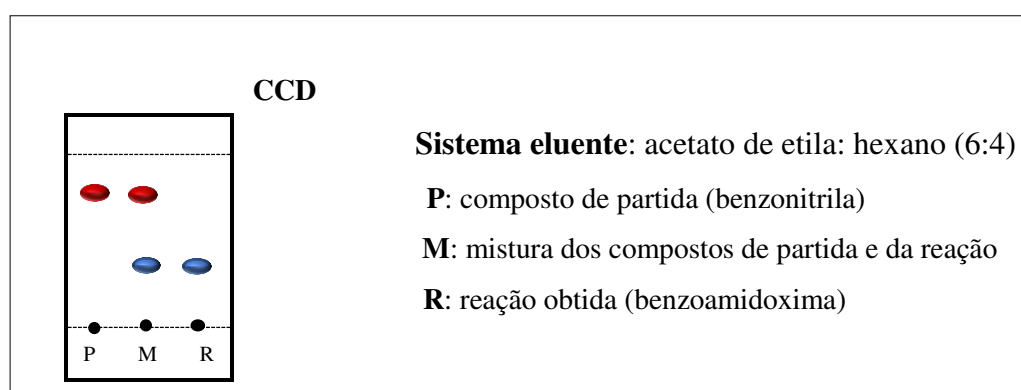 CCD
Sistema eluente: acetato de etila: hexano (6:4)
P: composto de partida (benzonitrila)
M: mistura dos compostos de partida e da reação
R: reação obtida (benzoamidoxima)
P M R